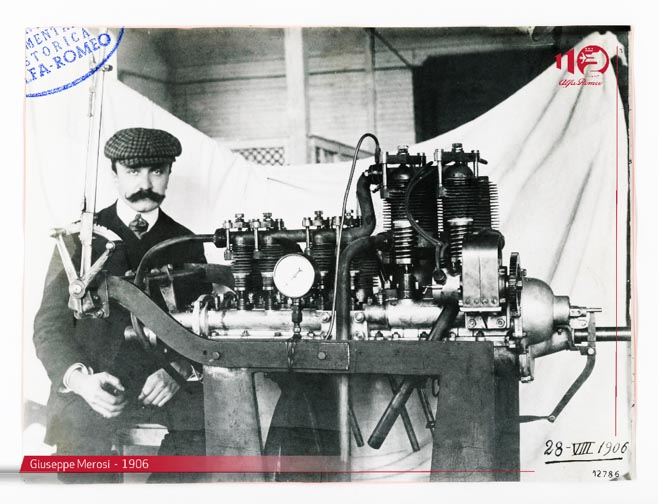 STORICA
ALFA-ROMEO
110
Alfa Romeo
28-VIII 1906
12786
Giuseppe Merosi - 1906